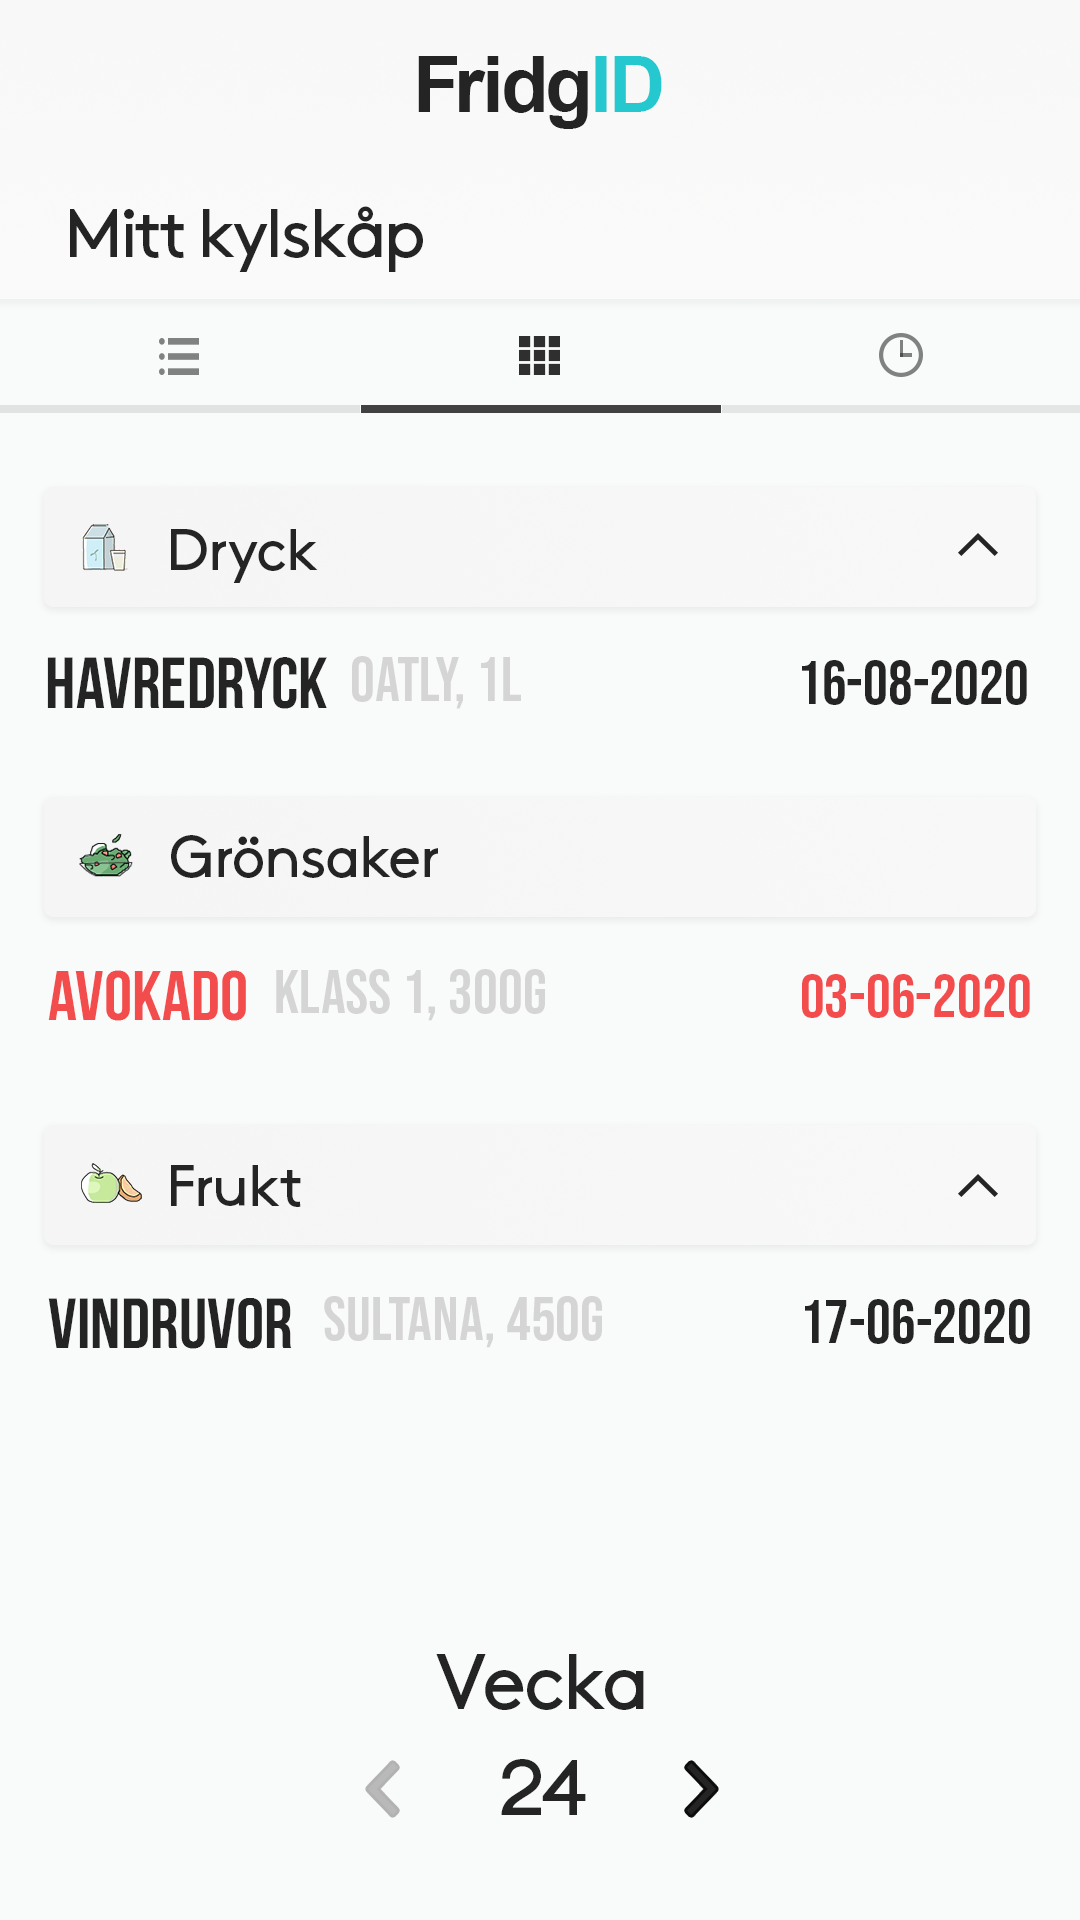 FridgID
Mitt kylskåp
Dryck
HAVREDRYCK OATLY, 1L 16-08-2020
Grönsaker
AVOKADO KLASS 1, 300G 03-06-2020
Frukt
VINDRUVOR SULTANA, 450G 17-06-2020
Vecka
24